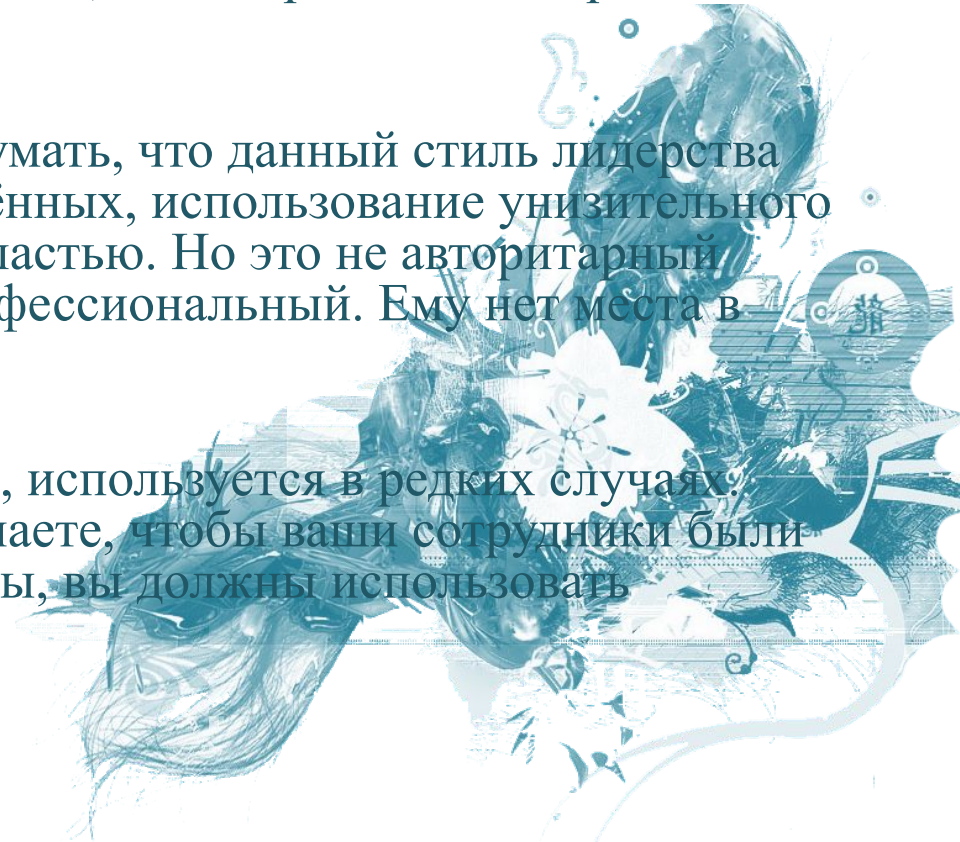 умать, что данный стиль лидерства
ённых, использование унизительного
ластью. Но это не авторитарный
фессиональный. Ему нет места в
, используется в редких случаях.
лаете, чтобы ваши сотрудники были
ы, вы должны использовать